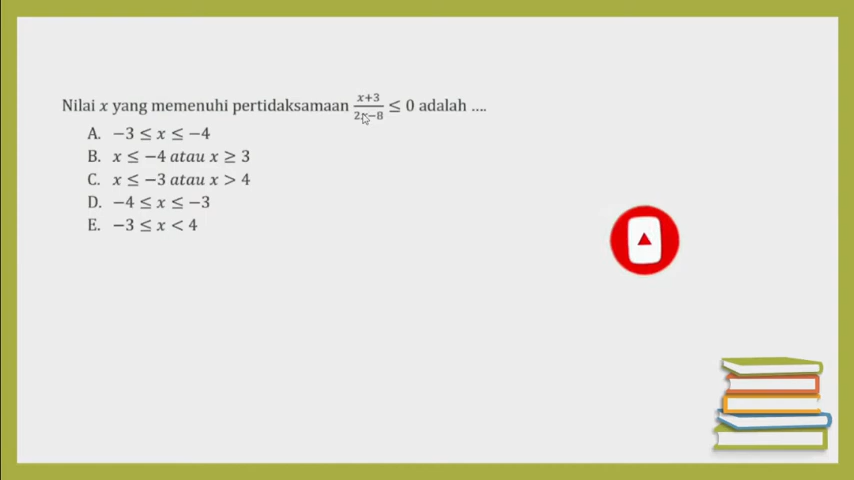 Nilai x yang memenuhi pertidaksamaan \frac{x+3}{2x−8} ≤ 0 adalah ....
A. −3 ≤ x ≤ −4
B. x ≤ −4 atau x ≥ 3
C. x ≤ −3 atau x > 4
D. −4 ≤ x ≤ −3
E. −3 ≤ x < 4